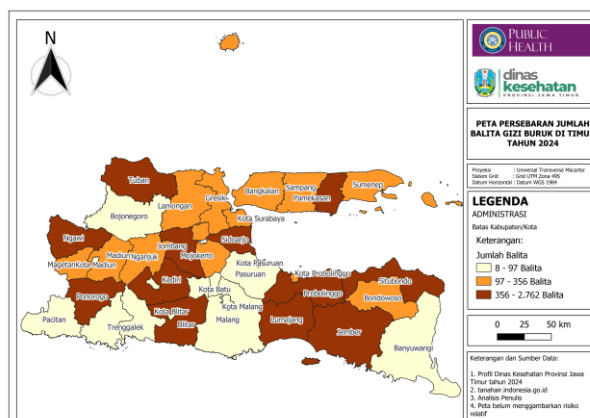 N
Tuban
Bojonegoro
Lamongan
Gresik
Bangkalan
Sampang
Pamekasan
Sumenep
Kota Surabaya
Ngawi
Magetan
Kota Madiun
Madiun
Nganjuk
Jombang
Mojokerto
Sidoarjo
Kota Pasuruan
Pasuruan
Ponorogo
Kediri
Kota Batu
Kota Probolinggo
Probolinggo
Situbondo
Bondowoso
Pacitan
Trenggalek
Kota Blitar
Blitar
Kota Malang
Malang
Lumajang
Jember
Banyuwangi
PUBLIC
HEALTH
dinas
kesehatan
PROVINSI JAWA TIMUR
PETA PERSEBARAN JUMLAH
BALITA GIZI BURUK DI TIMUR
TAHUN 2024
Proyeksi : Universal Transverse Mercator
Sistem Grid : Grid UTM Zona 49S
Datum Horizontal : Datum WGS 1984
LEGENDA
ADMINISTRASI
Batas Kabupaten/Kota
Keterangan:
Jumlah Balita
8 - 97 Balita
97 - 356 Balita
356 - 2.762 Balita
0 25 50 km
Keterangan dan Sumber Data:
1. Profil Dinas Kesehatan Provinsi Jawa
Timur tahun 2024
2. tanahair.indonesia.go.id
3. Analisis Penulis
4. Peta belum menggambarkan risiko
relatif